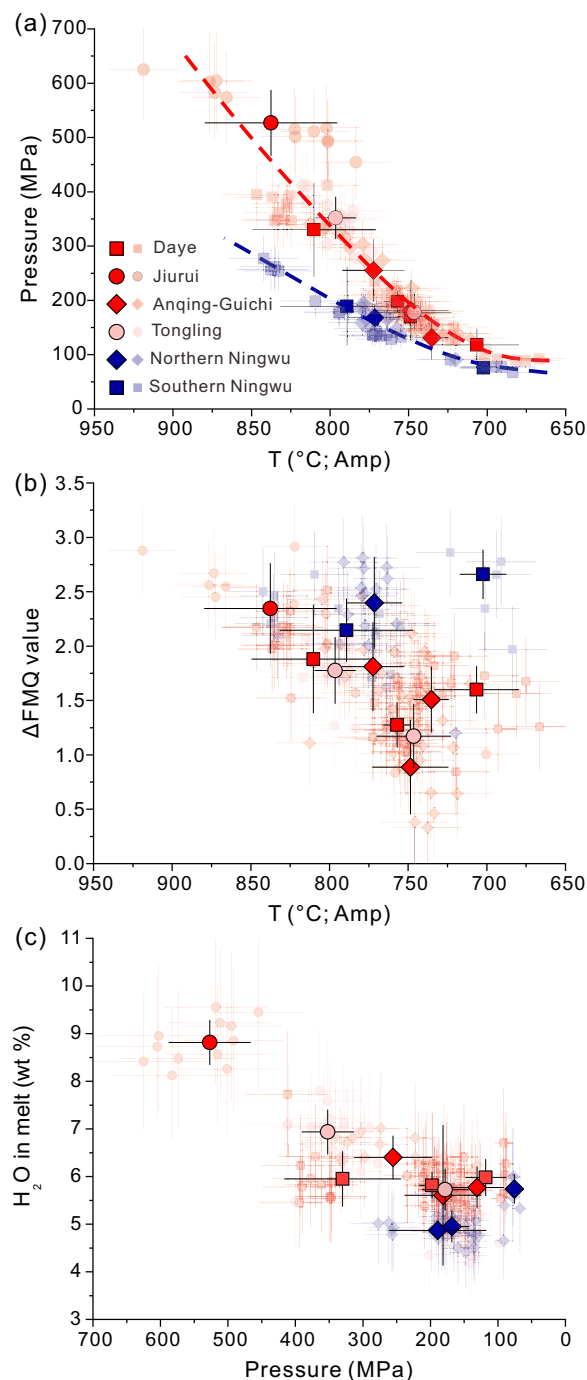 (a)
700
600
500
400
300
200
100
0
Pressure (MPa)
Daye
Jiurui
Anqing-Guichi
Tongling
Northern Ningwu
Southern Ningwu
950 900 850 800 750 700 650
T (°C; Amp)
(b)
3.5
3.0
2.5
2.0
1.5
1.0
0.5
0.0
ΔFMQ value
950 900 850 800 750 700 650
T (°C; Amp)
(c)
11
10
9
8
7
6
5
4
3
H₂O in melt (wt %)
700 600 500 400 300 200 100 0
Pressure (MPa)